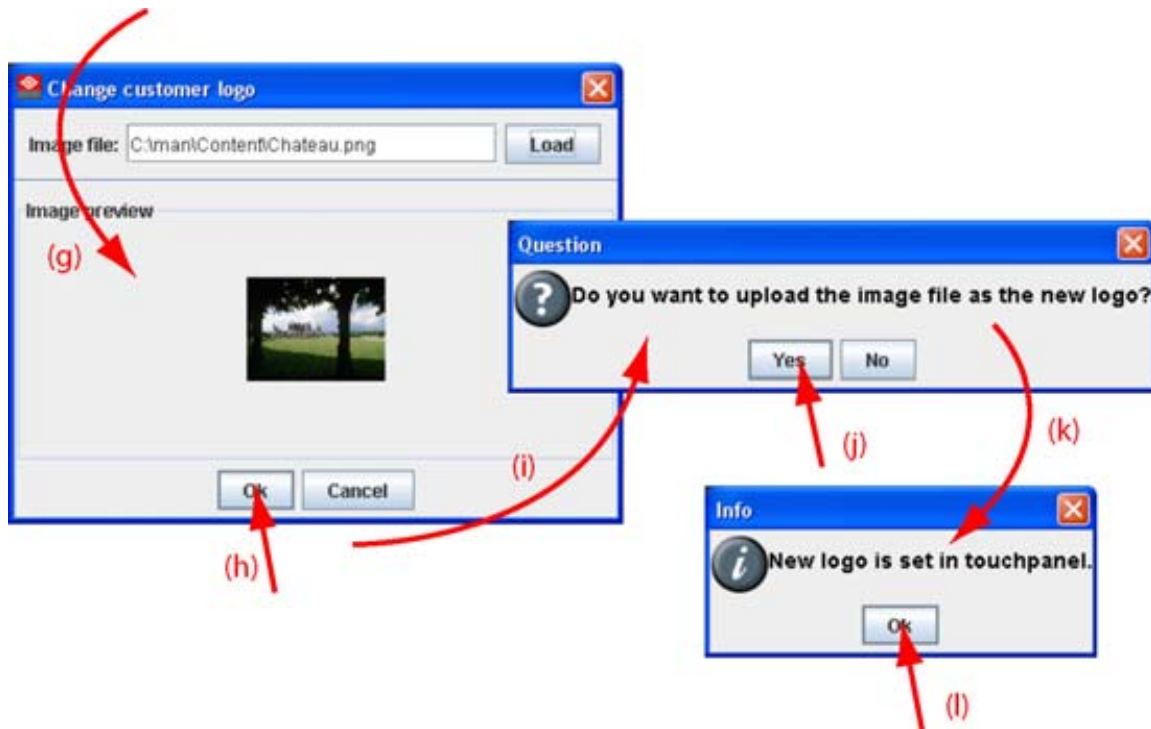 Change customer logo
Image file: C:\man\Content\Chateau.png Load
Image preview
(g)
Question
Do you want to upload the image file as the new logo?
Yes No
(j)
(k)
(i)
Ok Cancel
(h)
Info
New logo is set in touchpanel.
Ok
(l)